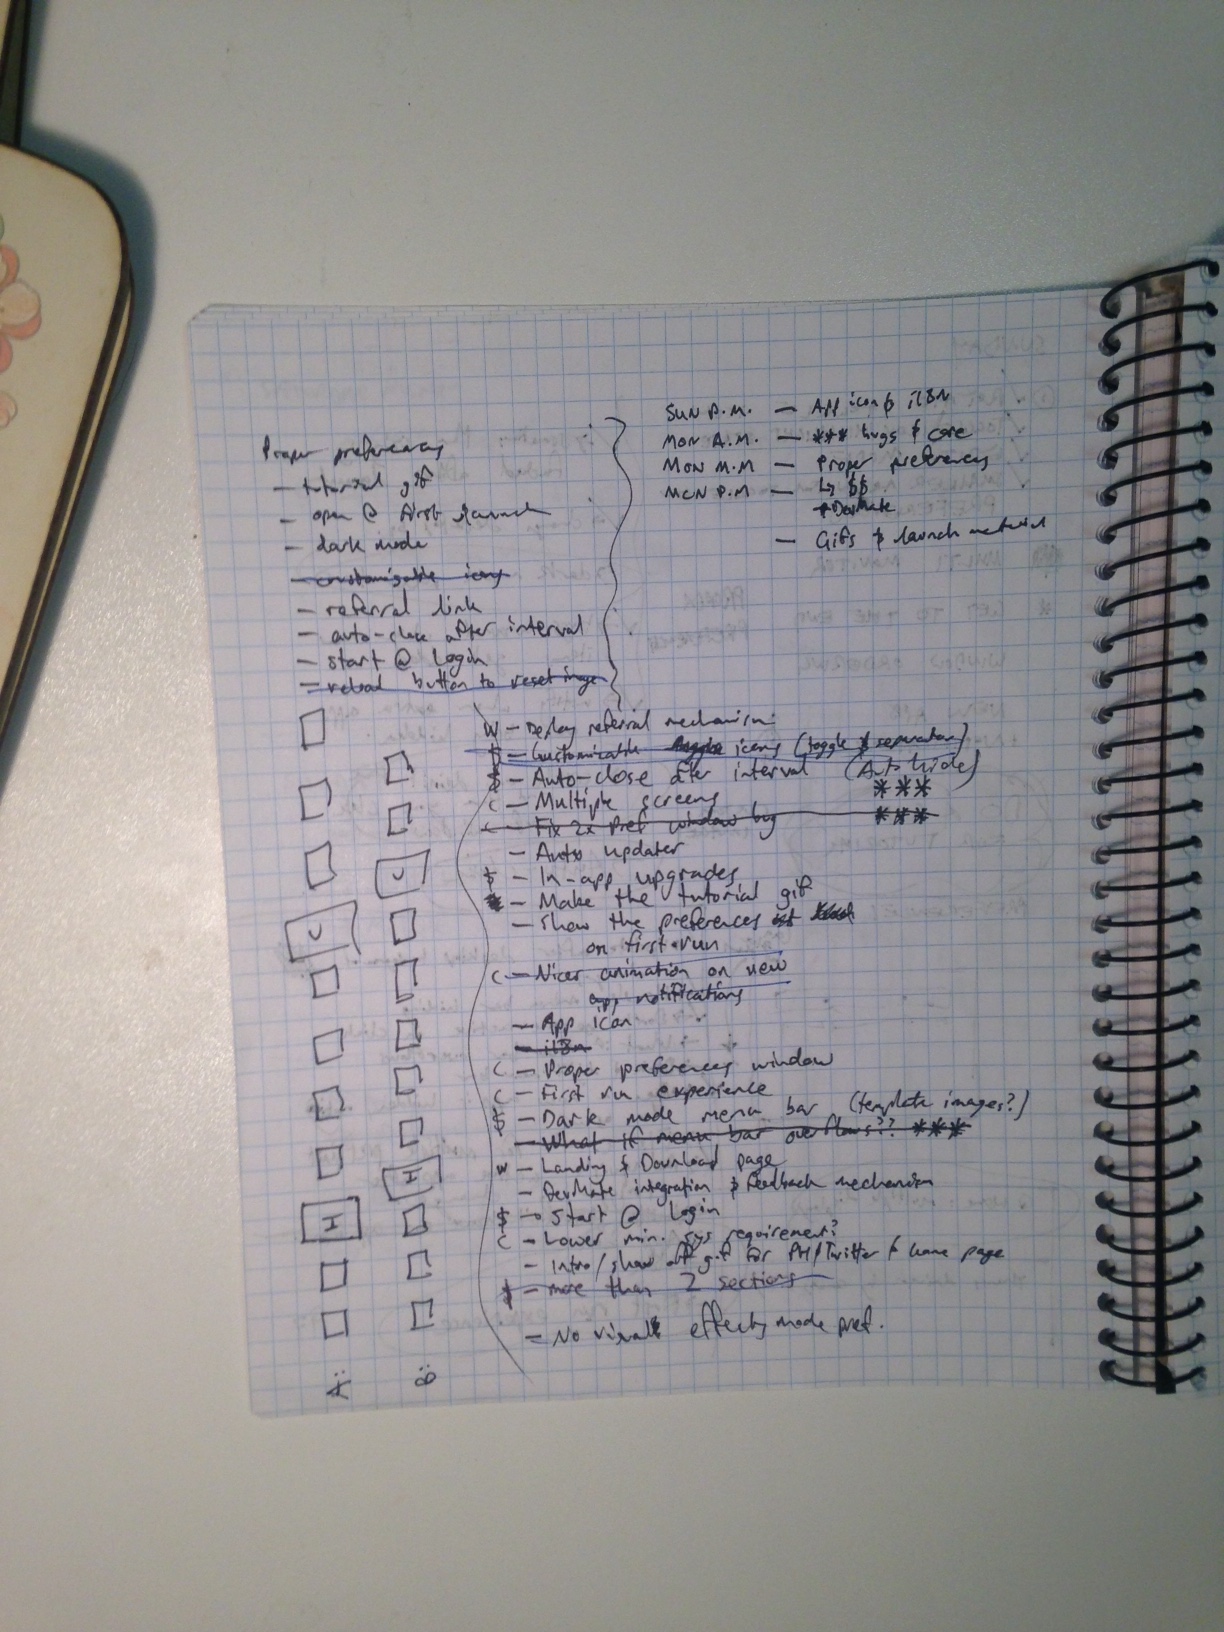 Proper preferences
- tutorial gif
- open @ first launch
- dark mode
- customizable icons
- referral link
- auto-close after interval
- start @ login
- reload button to reset image
SUN P.M. - App icon & i18N
MON A.M. - *** bugs & core
MON M.M - Proper preferences
MON P.M - ↳ $$
+ DevMate
- Gifs & launch material
W - Deploy referral mechanism
$ - Customizable icons (toggle & separator)
$ - Auto-close after interval (Auto hide)
C - Multiple screens ***
C - Fix 2x Pref window bug ***
- Auto updater
$ - In-app upgrades
- Make the tutorial gif
- Show the preferences
on first run
C - Nicer animation on new
app notifications
- App icon
- i18n
C - Proper preferences window
C - First run experience
$ - Dark mode menu bar (template images?)
- What if menu bar overflows?? ***
W - Landing & Download page
- DevMate integration & feedback mechanism
$ - Start @ Login
C - Lower min. sys requirement?
- Intro/show off gif for PH/Twitter & home page
$ - more than 2 sections
- No visual effects mode pref.
U
U
I
I
A:
B: